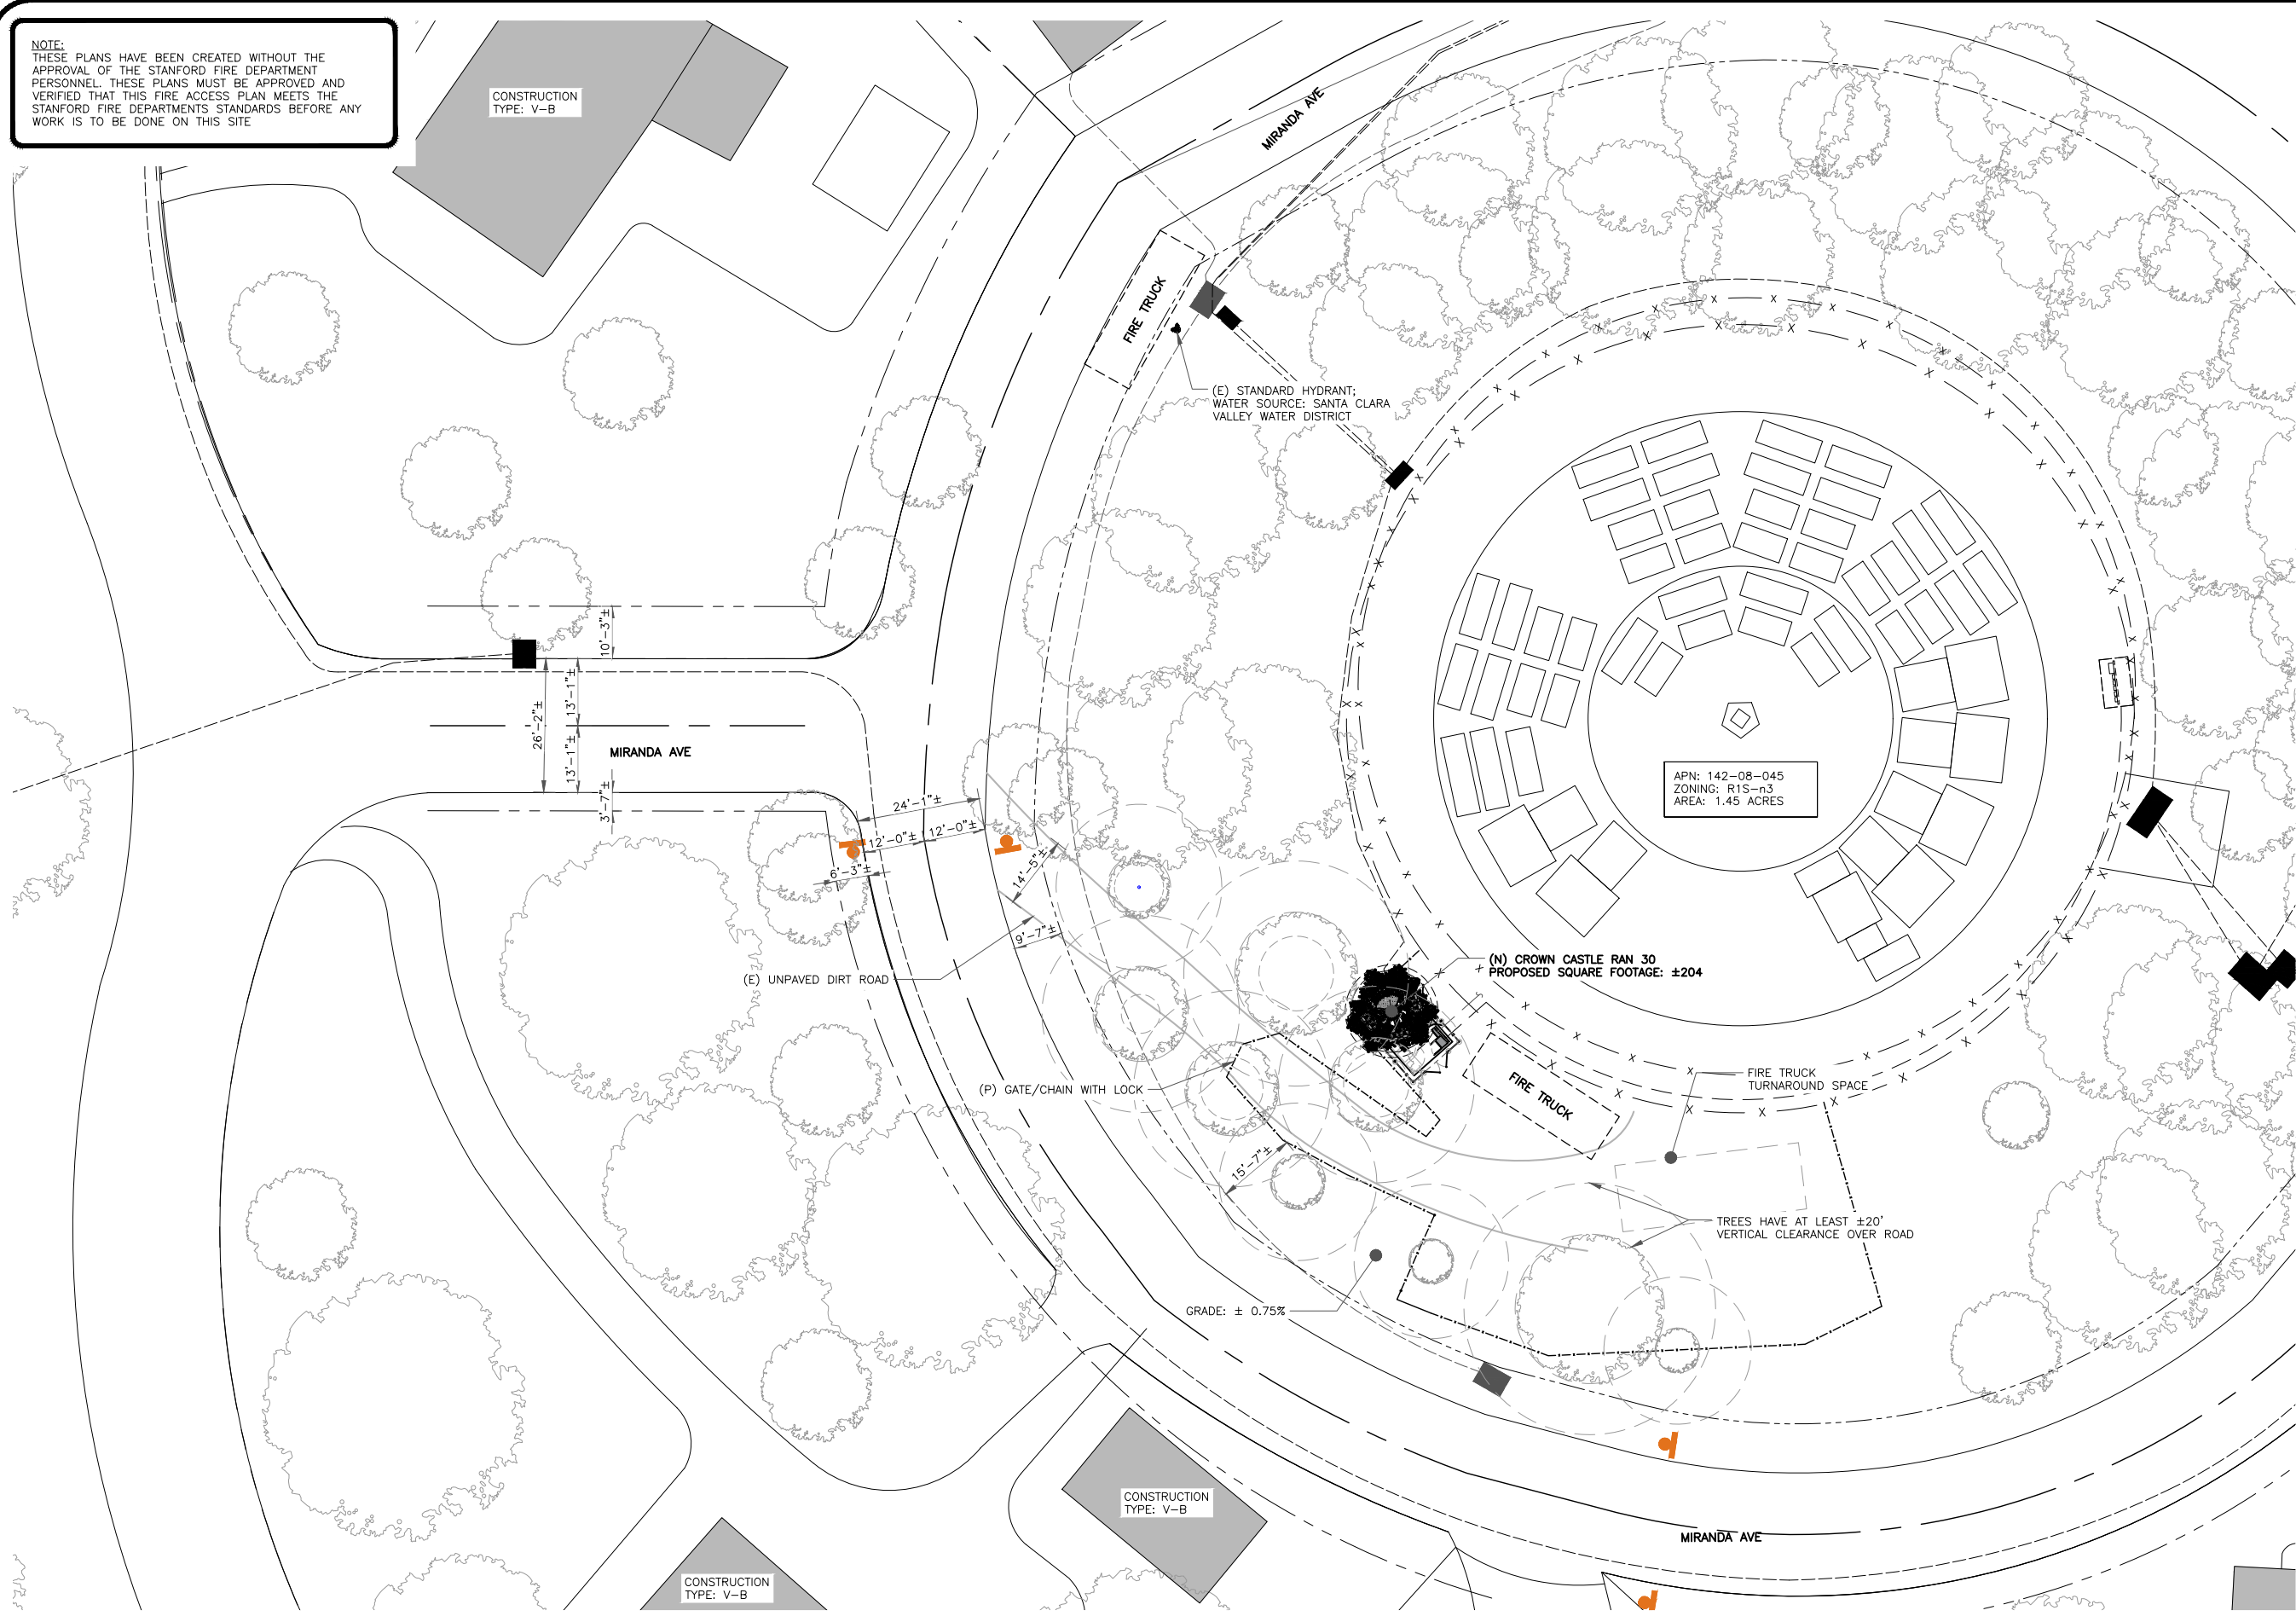 NOTE:
THESE PLANS HAVE BEEN CREATED WITHOUT THE
APPROVAL OF THE STANFORD FIRE DEPARTMENT
PERSONNEL. THESE PLANS MUST BE APPROVED AND
VERIFIED THAT THIS FIRE ACCESS PLAN MEETS THE
STANFORD FIRE DEPARTMENTS STANDARDS BEFORE ANY
WORK IS TO BE DONE ON THIS SITE
CONSTRUCTION
TYPE: V-B
MIRANDA AVE
FIRE TRUCK
(E) STANDARD HYDRANT;
WATER SOURCE: SANTA CLARA
VALLEY WATER DISTRICT
10'-3"±
13'-1"±
26'-2"±
13'-1"±
MIRANDA AVE
3'-7"±
24'-1"±
12'-0"±
12'-0"±
6'-3"±
14'-5"±
9'-7"±
APN: 142-08-045
ZONING: R1S-n3
AREA: 1.45 ACRES
(E) UNPAVED DIRT ROAD
(N) CROWN CASTLE RAN 30
PROPOSED SQUARE FOOTAGE: ±204
(P) GATE/CHAIN WITH LOCK
FIRE TRUCK
FIRE TRUCK
TURNAROUND SPACE
15'-7"±
TREES HAVE AT LEAST ±20'
VERTICAL CLEARANCE OVER ROAD
GRADE: ± 0.75%
CONSTRUCTION
TYPE: V-B
MIRANDA AVE
CONSTRUCTION
TYPE: V-B